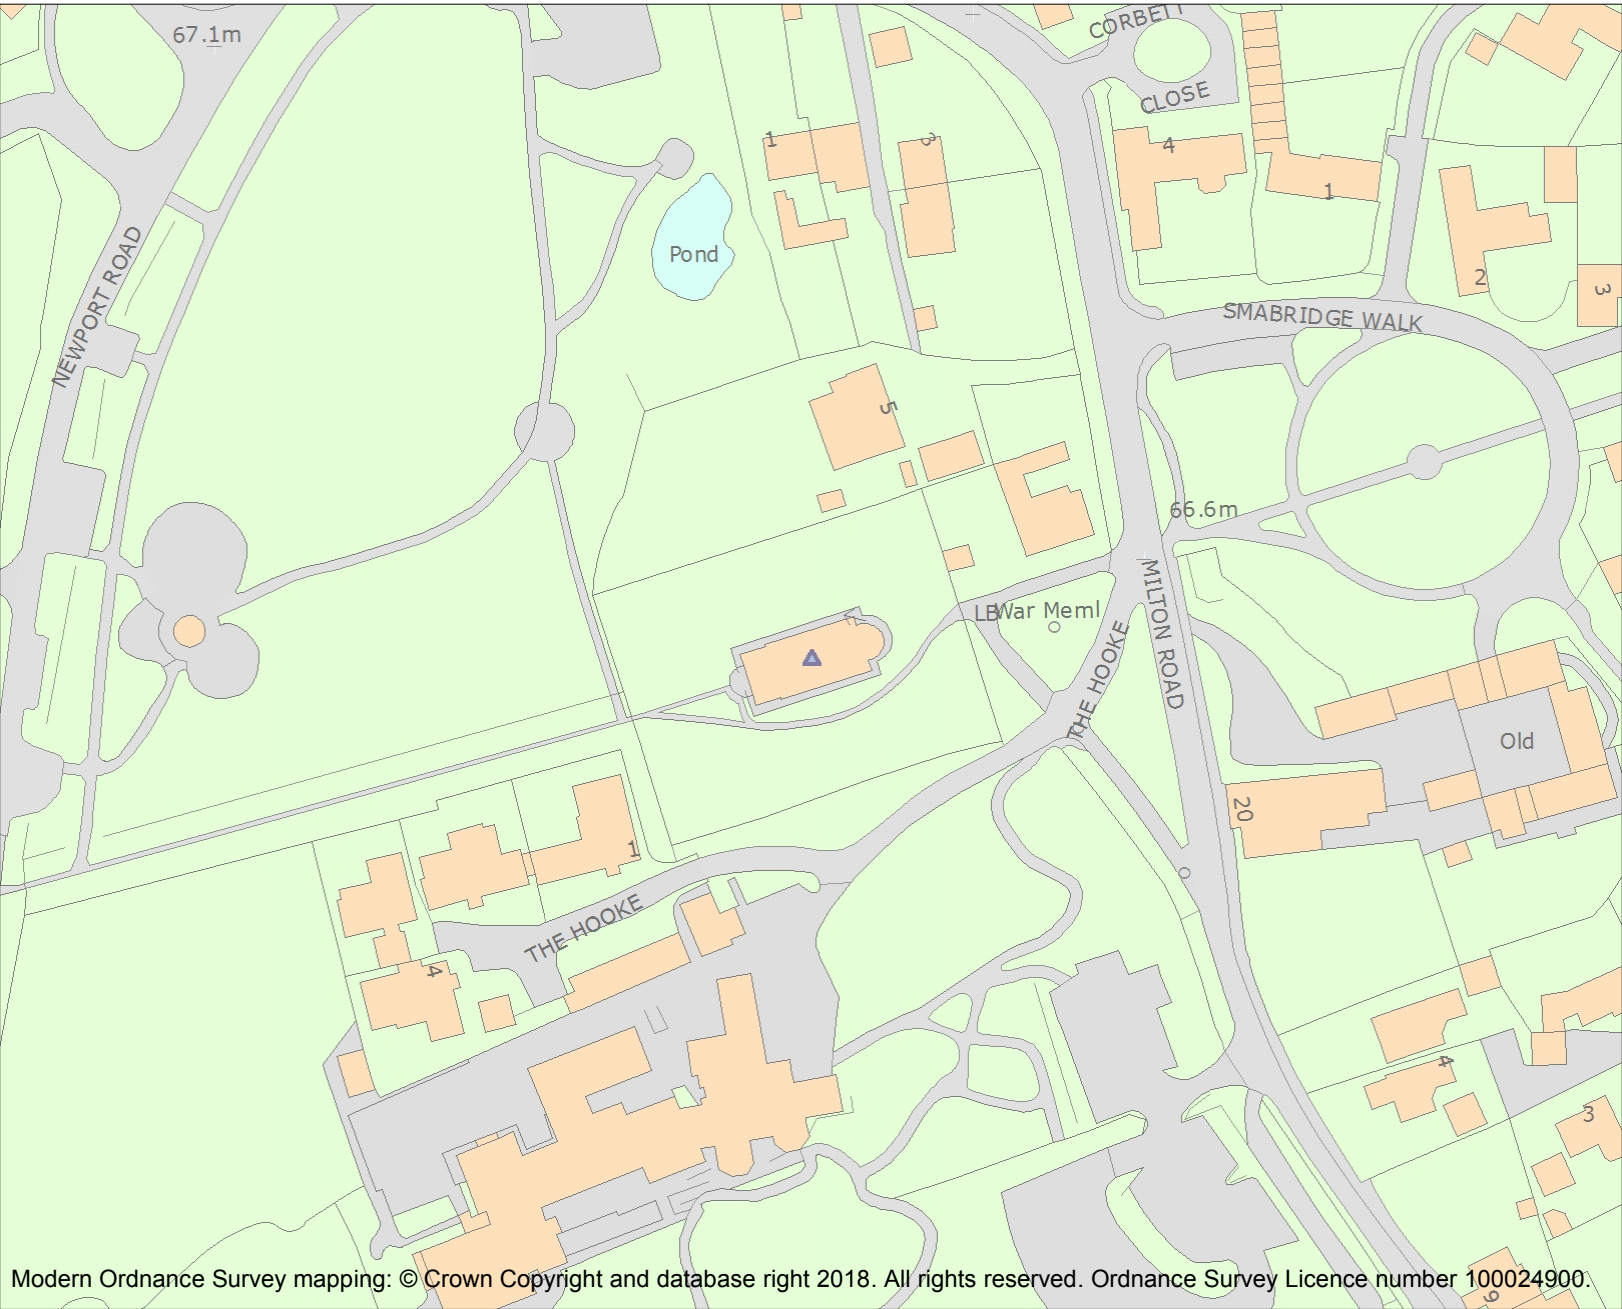 67.1m
CORBETT
CLOSE
1
3
4
1
2
3
Pond
NEWPORT ROAD
SMABRIDGE WALK
5
66.6m
LB
War Meml
MILTON ROAD
THE HOOKE
Old
20
1
THE HOOKE
4
4
3
9
Modern Ordnance Survey mapping: © Crown Copyright and database right 2018. All rights reserved. Ordnance Survey Licence number 100024900.